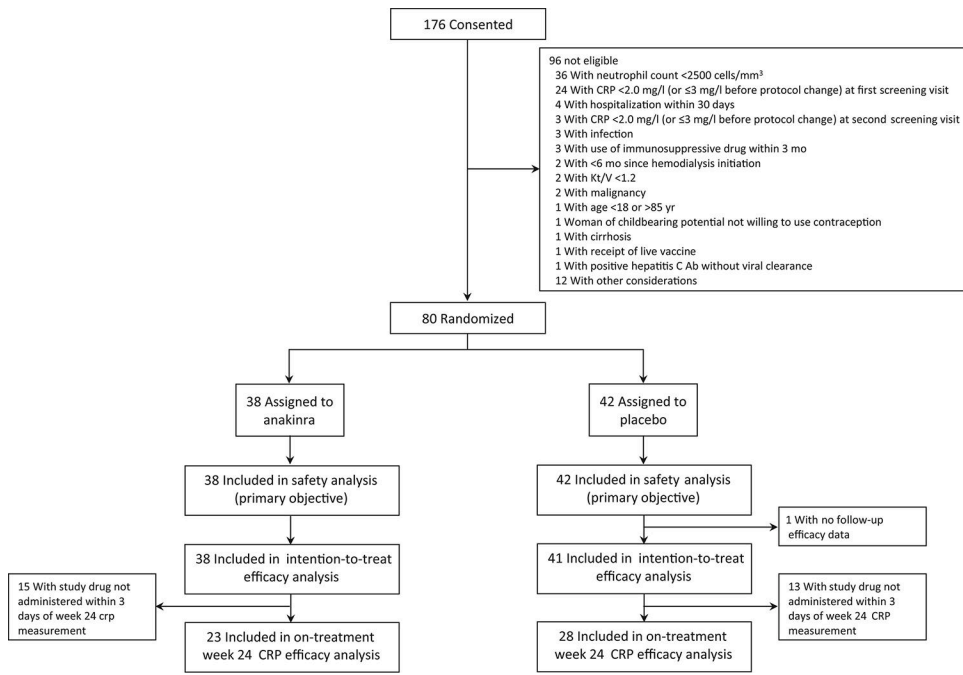 176 Consented
96 not eligible
36 With neutrophil count <2500 cells/mm³
24 With CRP <2.0 mg/l (or ≤3 mg/l before protocol change) at first screening visit
4 With hospitalization within 30 days
3 With CRP <2.0 mg/l (or ≤3 mg/l before protocol change) at second screening visit
3 With infection
3 With use of immunosuppressive drug within 3 mo
2 With <6 mo since hemodialysis initiation
2 With Kt/V <1.2
2 With malignancy
1 With age <18 or >85 yr
1 Woman of childbearing potential not willing to use contraception
1 With cirrhosis
1 With receipt of live vaccine
1 With positive hepatitis C Ab without viral clearance
12 With other considerations
80 Randomized
38 Assigned to
anakinra
42 Assigned to
placebo
38 Included in safety analysis
(primary objective)
42 Included in safety analysis
(primary objective)
1 With no follow-up
efficacy data
38 Included in intention-to-treat
efficacy analysis
41 Included in intention-to-treat
efficacy analysis
15 With study drug not
administered within 3
days of week 24 crp
measurement
13 With study drug not
administered within 3
days of week 24 CRP
measurement
23 Included in on-treatment
week 24 CRP efficacy analysis
28 Included in on-treatment
week 24 CRP efficacy analysis